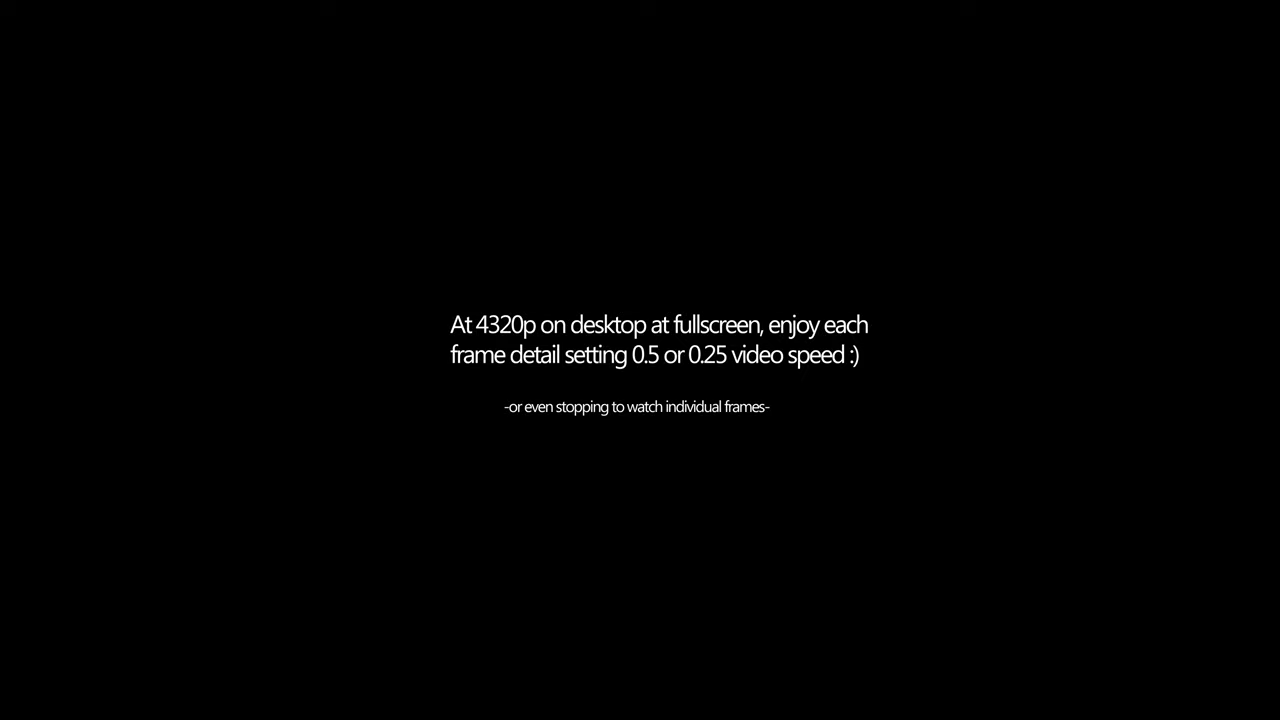 At 4320p on desktop at fullscreen, enjoy each
frame detail setting 0.5 or 0.25 video speed :)
-or even stopping to watch individual frames-